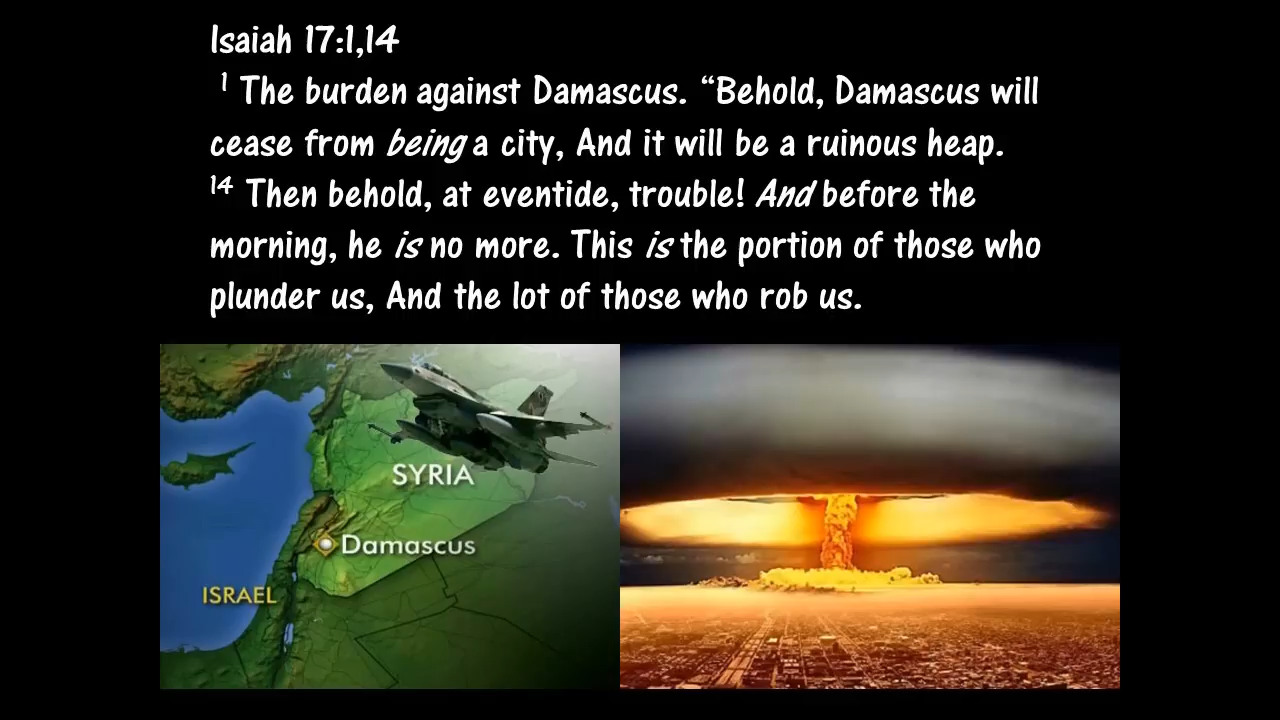 Isaiah 17:1,14
1 The burden against Damascus. “Behold, Damascus will
cease from being a city, And it will be a ruinous heap.
14 Then behold, at eventide, trouble! And before the
morning, he is no more. This is the portion of those who
plunder us, And the lot of those who rob us.
SYRIA
Damascus
ISRAEL